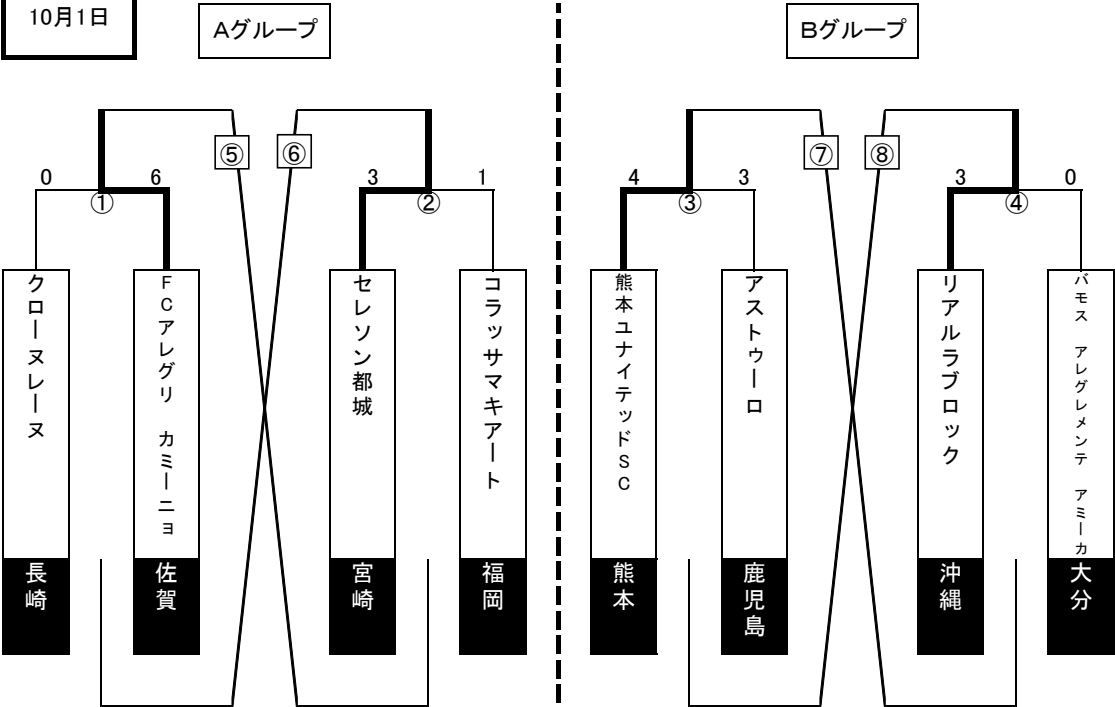 10月1日
Aグループ
Bグループ
⑤
⑥
⑦
⑧
0
6
3
1
4
3
3
0
①
②
③
④
クローヌレーヌ
FCアレグリ カミーニョ
セレソン都城
コラッサマキアート
熊本ユナイテッドSC
アストゥーロ
リアルラブロック
バモス アレグレメンテ アミーカ
長崎
佐賀
宮崎
福岡
熊本
鹿児島
沖縄
大分